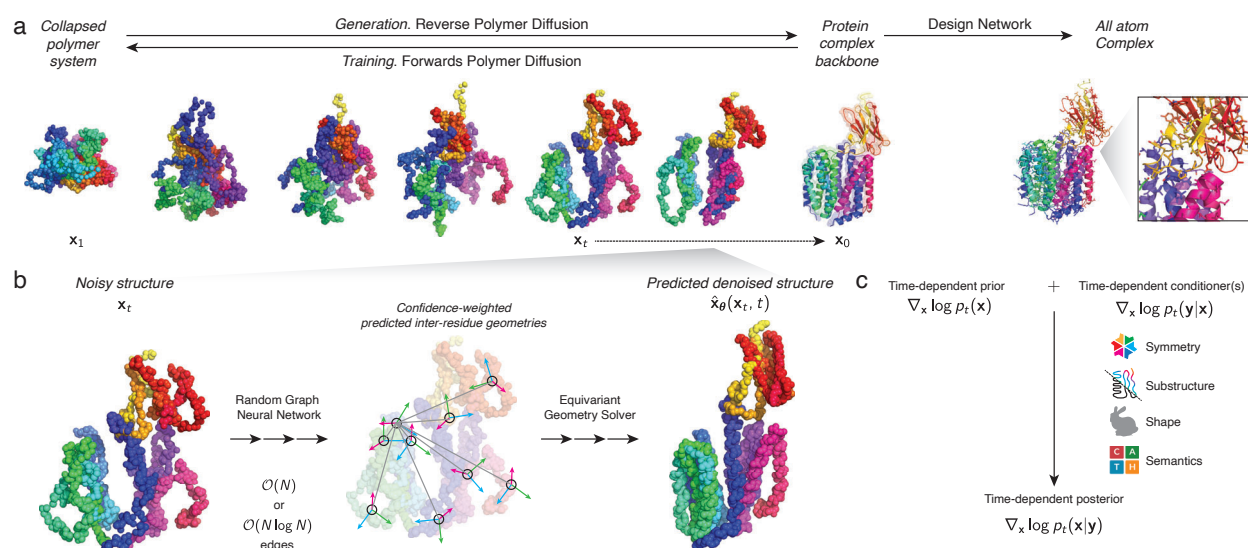 a
Collapsed
polymer
system
Generation. Reverse Polymer Diffusion
Training. Forwards Polymer Diffusion
Protein
complex
backbone
Design Network
All atom
Complex
x₁
xₜ
x₀
b
Noisy structure
xₜ
Random Graph
Neural Network
𝒪(N)
or
𝒪(N log N)
edges
Confidence-weighted
predicted inter-residue geometries
Equivariant
Geometry Solver
Predicted denoised structure
x̂_θ(xₜ, t)
c
Time-dependent prior
∇ₓ log pₜ(x)
+
Time-dependent conditioner(s)
∇ₓ log pₜ(y|x)
Symmetry
Substructure
Shape
C A
T H
Semantics
Time-dependent posterior
∇ₓ log pₜ(x|y)